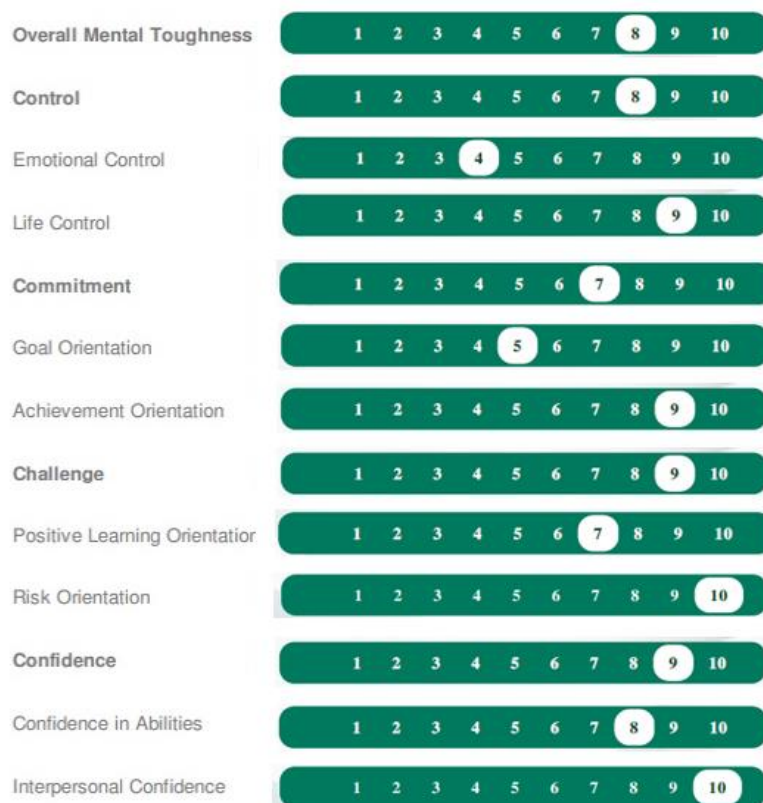 Overall Mental Toughness 1 2 3 4 5 6 7 8 9 10
Control 1 2 3 4 5 6 7 8 9 10
Emotional Control 1 2 3 4 5 6 7 8 9 10
Life Control 1 2 3 4 5 6 7 8 9 10
Commitment 1 2 3 4 5 6 7 8 9 10
Goal Orientation 1 2 3 4 5 6 7 8 9 10
Achievement Orientation 1 2 3 4 5 6 7 8 9 10
Challenge 1 2 3 4 5 6 7 8 9 10
Positive Learning Orientation 1 2 3 4 5 6 7 8 9 10
Risk Orientation 1 2 3 4 5 6 7 8 9 10
Confidence 1 2 3 4 5 6 7 8 9 10
Confidence in Abilities 1 2 3 4 5 6 7 8 9 10
Interpersonal Confidence 1 2 3 4 5 6 7 8 9 10